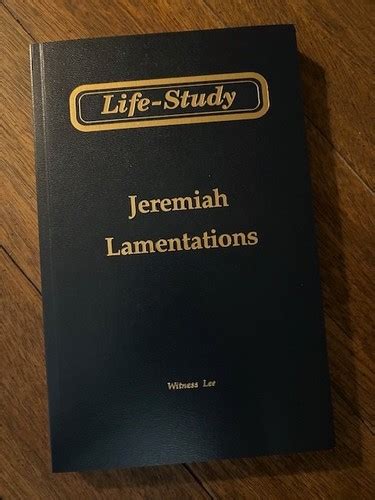 Life-Study
Jeremiah
Lamentations
Witness Lee